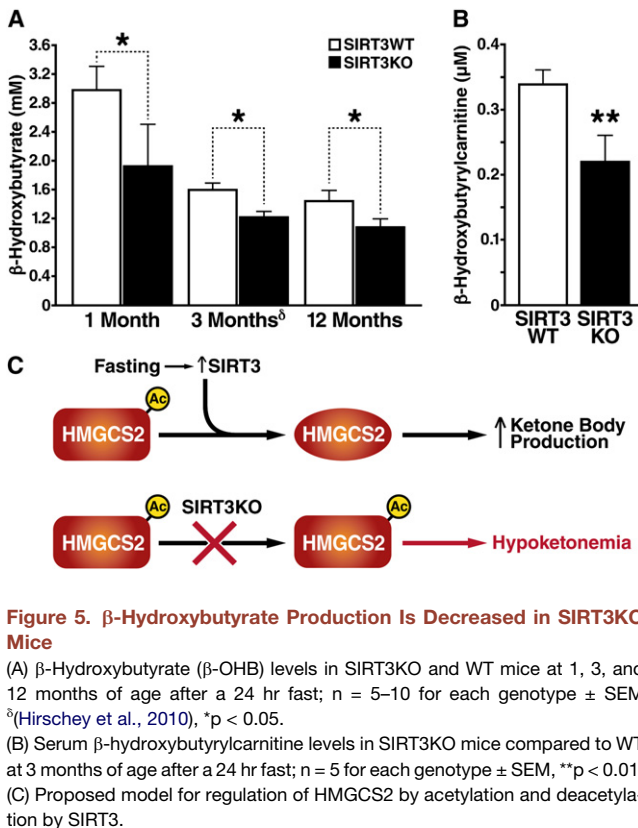 A
3.6
3.2
2.8
2.4
2.0
1.6
1.2
0.8
0.4
0
β-Hydroxybutyrate (mM)
*
*
*
SIRT3WT
SIRT3KO
1 Month
3 Monthsδ
12 Months
B
0.4
0.3
0.2
0.1
0
β-Hydroxybutyrylcarnitine (μM)
**
SIRT3 WT
SIRT3 KO
C
Fasting → ↑SIRT3
Ac
HMGCS2
HMGCS2
↑ Ketone Body
Production
Ac
HMGCS2
SIRT3KO
Ac
HMGCS2
Hypoketonemia
Figure 5. β-Hydroxybutyrate Production Is Decreased in SIRT3KO
Mice
(A) β-Hydroxybutyrate (β-OHB) levels in SIRT3KO and WT mice at 1, 3, and
12 months of age after a 24 hr fast; n = 5–10 for each genotype ± SEM
δ(Hirschey et al., 2010), *p < 0.05.
(B) Serum β-hydroxybutyrylcarnitine levels in SIRT3KO mice compared to WT
at 3 months of age after a 24 hr fast; n = 5 for each genotype ± SEM, **p < 0.01
(C) Proposed model for regulation of HMGCS2 by acetylation and deacetyla-
tion by SIRT3.